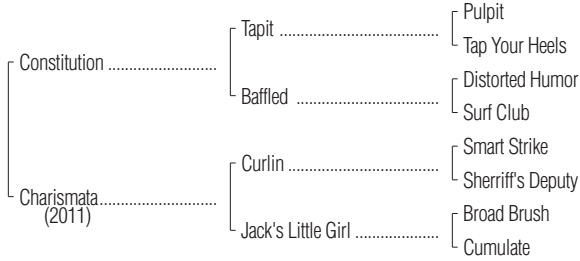 Pulpit
Tapit ............................
Tap Your Heels
Constitution ...........................
Distorted Humor
Baffled ....................................
Surf Club
Smart Strike
Curlin ......................................
Sherriff's Deputy
Charismata.............................
(2011)
Broad Brush
Jack's Little Girl .....................
Cumulate